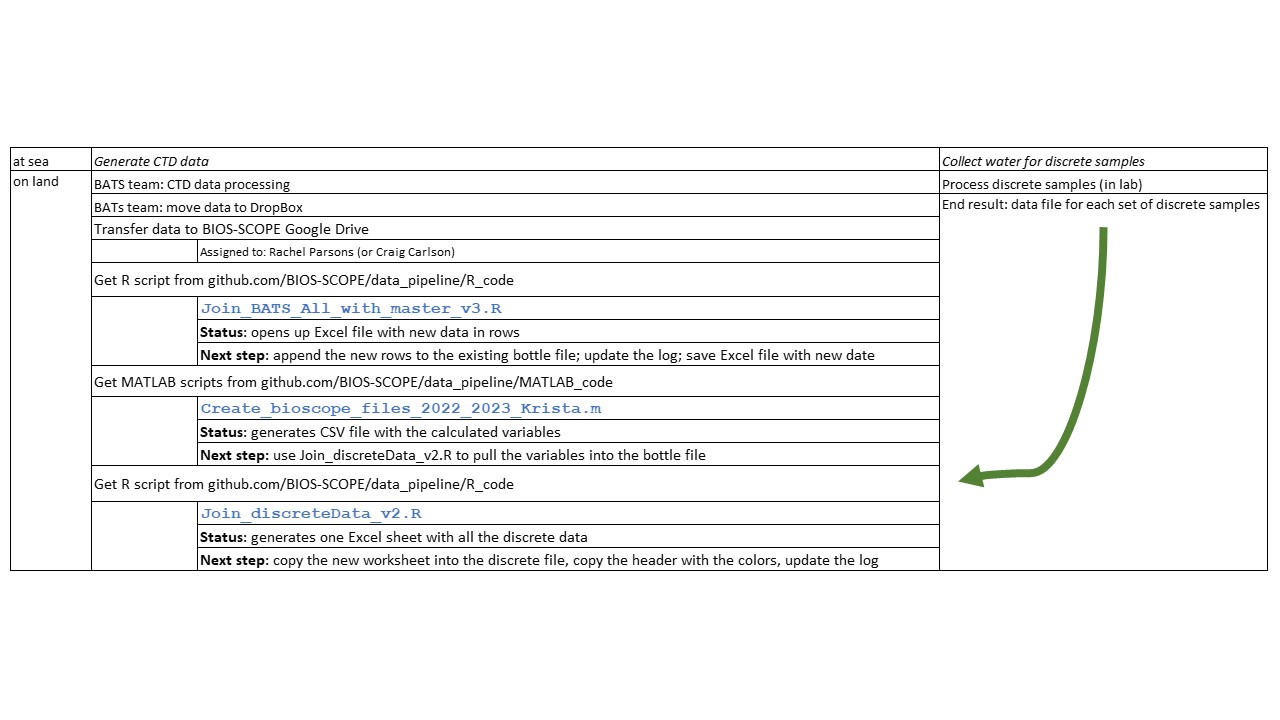 at sea
Generate CTD data
Collect water for discrete samples
on land
BATS team: CTD data processing
Process discrete samples (in lab)
BATs team: move data to DropBox
End result: data file for each set of discrete samples
Transfer data to BIOS-SCOPE Google Drive
Assigned to: Rachel Parsons (or Craig Carlson)
Get R script from github.com/BIOS-SCOPE/data_pipeline/R_code
Join_BATS_All_with_master_v3.R
Status: opens up Excel file with new data in rows
Next step: append the new rows to the existing bottle file; update the log; save Excel file with new date
Get MATLAB scripts from github.com/BIOS-SCOPE/data_pipeline/MATLAB_code
Create_bioscope_files_2022_2023_Krista.m
Status: generates CSV file with the calculated variables
Next step: use Join_discreteData_v2.R to pull the variables into the bottle file
Get R script from github.com/BIOS-SCOPE/data_pipeline/R_code
Join_discreteData_v2.R
Status: generates one Excel sheet with all the discrete data
Next step: copy the new worksheet into the discrete file, copy the header with the colors, update the log